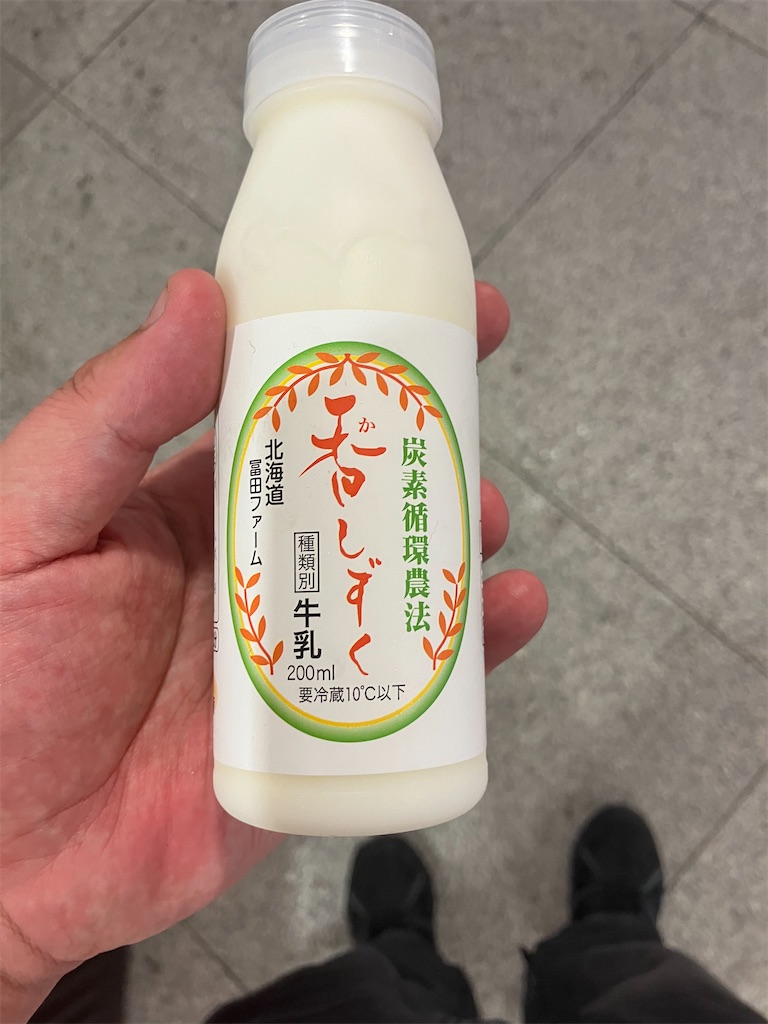 炭素循環農法
香しずく
か
北海道
冨田ファーム
種類別
牛乳
200ml
要冷蔵10℃以下